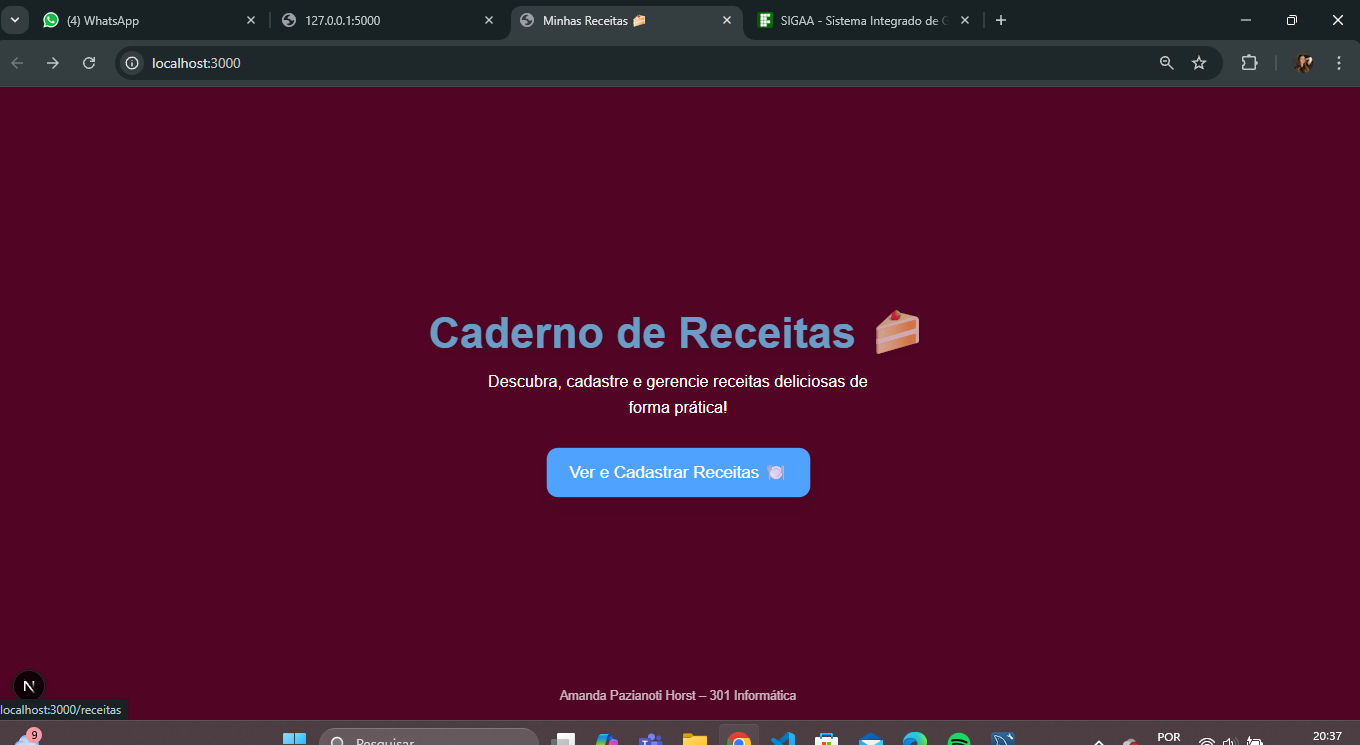 (4) WhatsApp
127.0.0.1:5000
Minhas Receitas
SIGAA - Sistema Integrado de
localhost:3000
Caderno de Receitas
Descubra, cadastre e gerencie receitas deliciosas de
forma prática!
Ver e Cadastrar Receitas
N
Amanda Pazianoti Horst – 301 Informática
localhost:3000/receitas
9
Pesquisar
POR
20:37